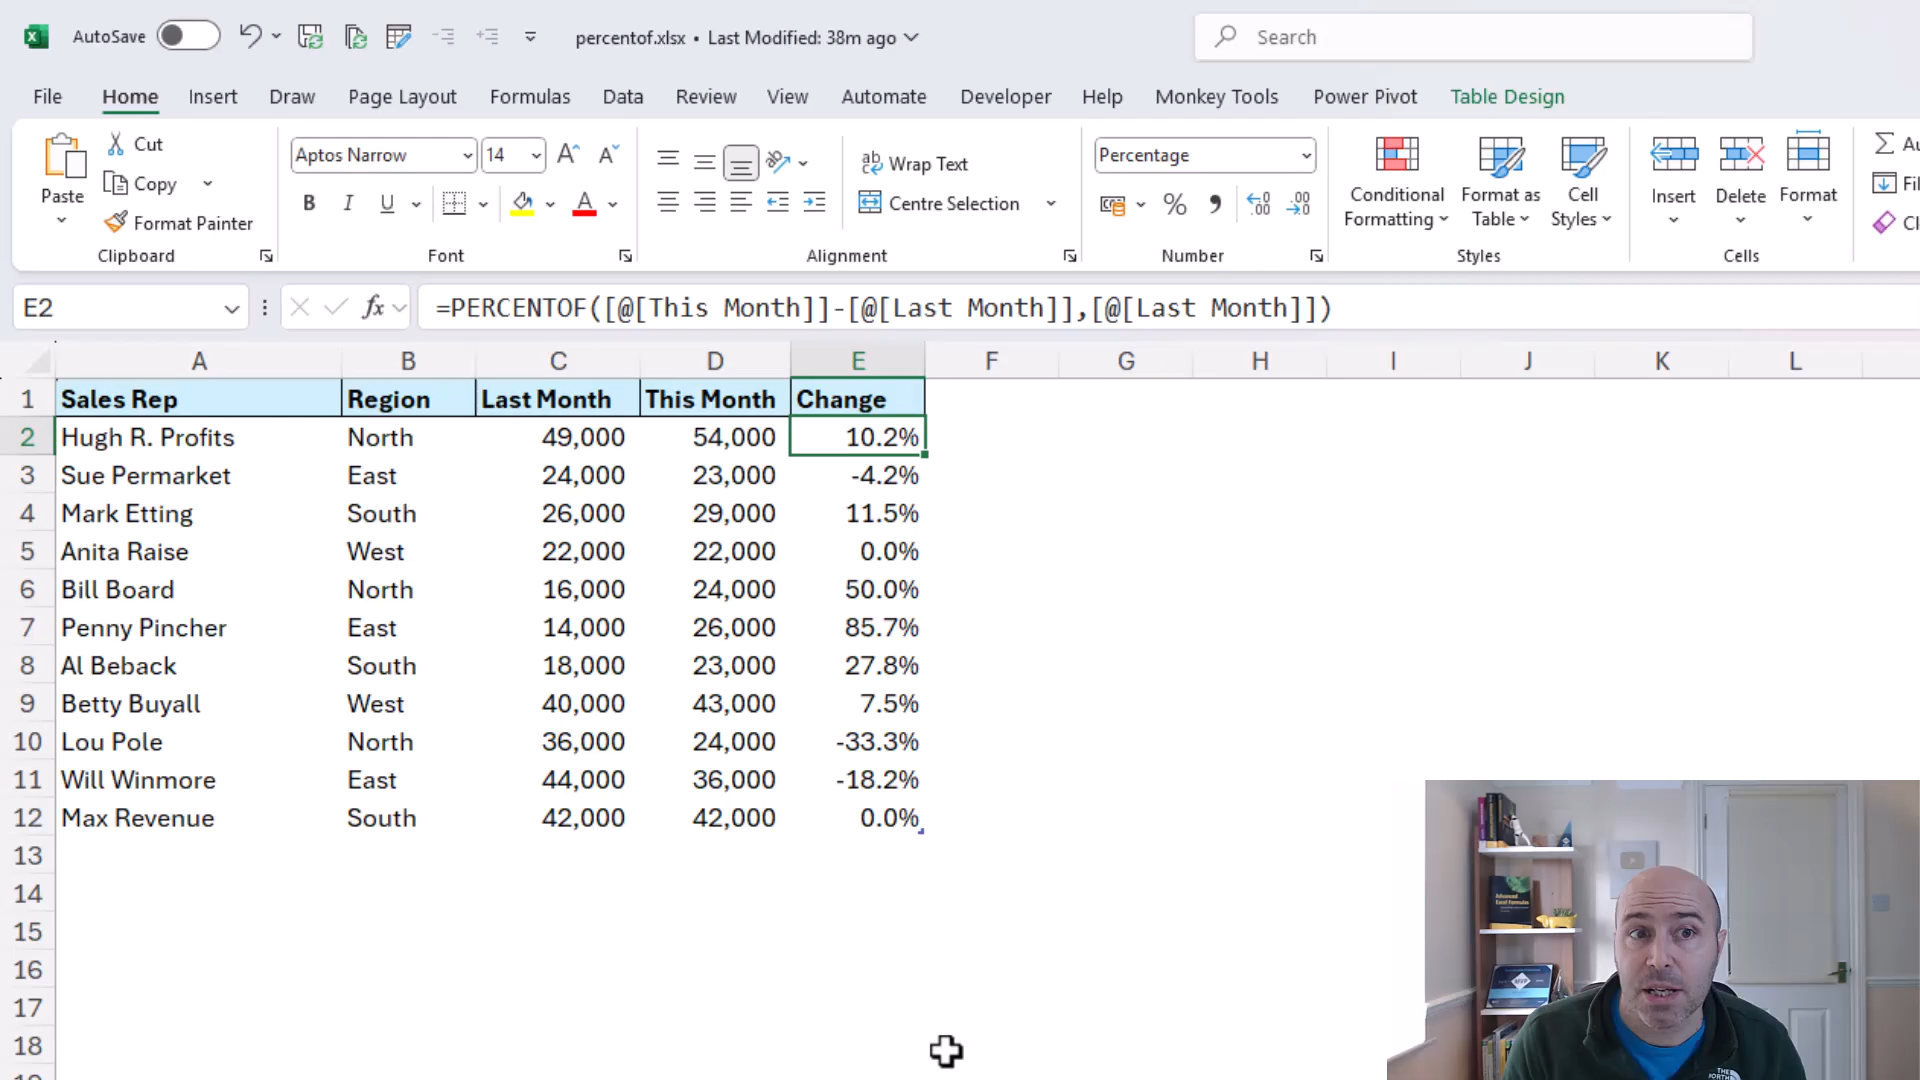 AutoSave
percentof.xlsx • Last Modified: 38m ago
Search
File Home Insert Draw Page Layout Formulas Data Review View Automate Developer Help Monkey Tools Power Pivot Table Design
Paste
Cut
Copy
Format Painter
Clipboard
Aptos Narrow 14
B I U
Font
Wrap Text
Centre Selection
Alignment
Percentage
Number
Conditional Formatting
Format as Table
Cell Styles
Styles
Insert
Delete
Format
Cells
E2
fx
=PERCENTOF([@[This Month]]-[@[Last Month]],[@[Last Month]])
A B C D E F G H I J K L
1 Sales Rep Region Last Month This Month Change
2 Hugh R. Profits North 49,000 54,000 10.2%
3 Sue Permarket East 24,000 23,000 -4.2%
4 Mark Etting South 26,000 29,000 11.5%
5 Anita Raise West 22,000 22,000 0.0%
6 Bill Board North 16,000 24,000 50.0%
7 Penny Pincher East 14,000 26,000 85.7%
8 Al Beback South 18,000 23,000 27.8%
9 Betty Buyall West 40,000 43,000 7.5%
10 Lou Pole North 36,000 24,000 -33.3%
11 Will Winmore East 44,000 36,000 -18.2%
12 Max Revenue South 42,000 42,000 0.0%
13
14
15
16
17
18
Advanced
Excel Formulas
MVP
THE
NORTH